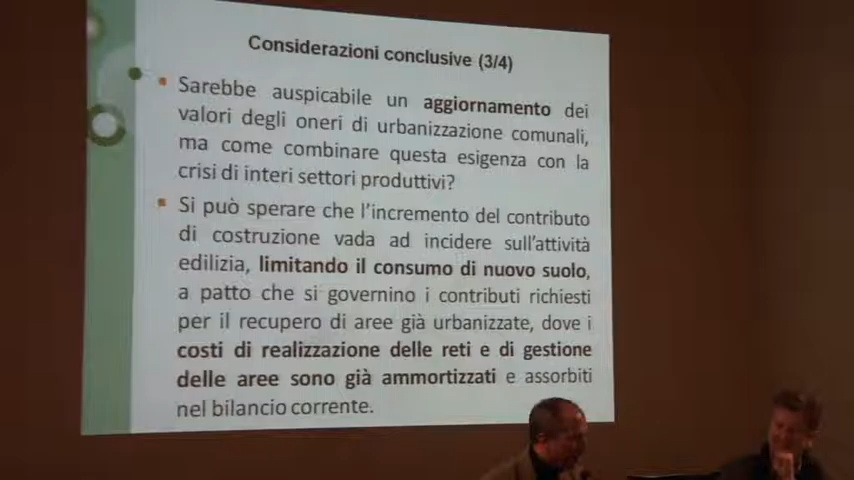 Considerazioni conclusive (3/4)
Sarebbe auspicabile un aggiornamento dei
valori degli oneri di urbanizzazione comunali,
ma come combinare questa esigenza con la
crisi di interi settori produttivi?
Si può sperare che l'incremento del contributo
di costruzione vada ad incidere sull'attività
edilizia, limitando il consumo di nuovo suolo,
a patto che si governino i contributi richiesti
per il recupero di aree già urbanizzate, dove i
costi di realizzazione delle reti e di gestione
delle aree sono già ammortizzati e assorbiti
nel bilancio corrente.